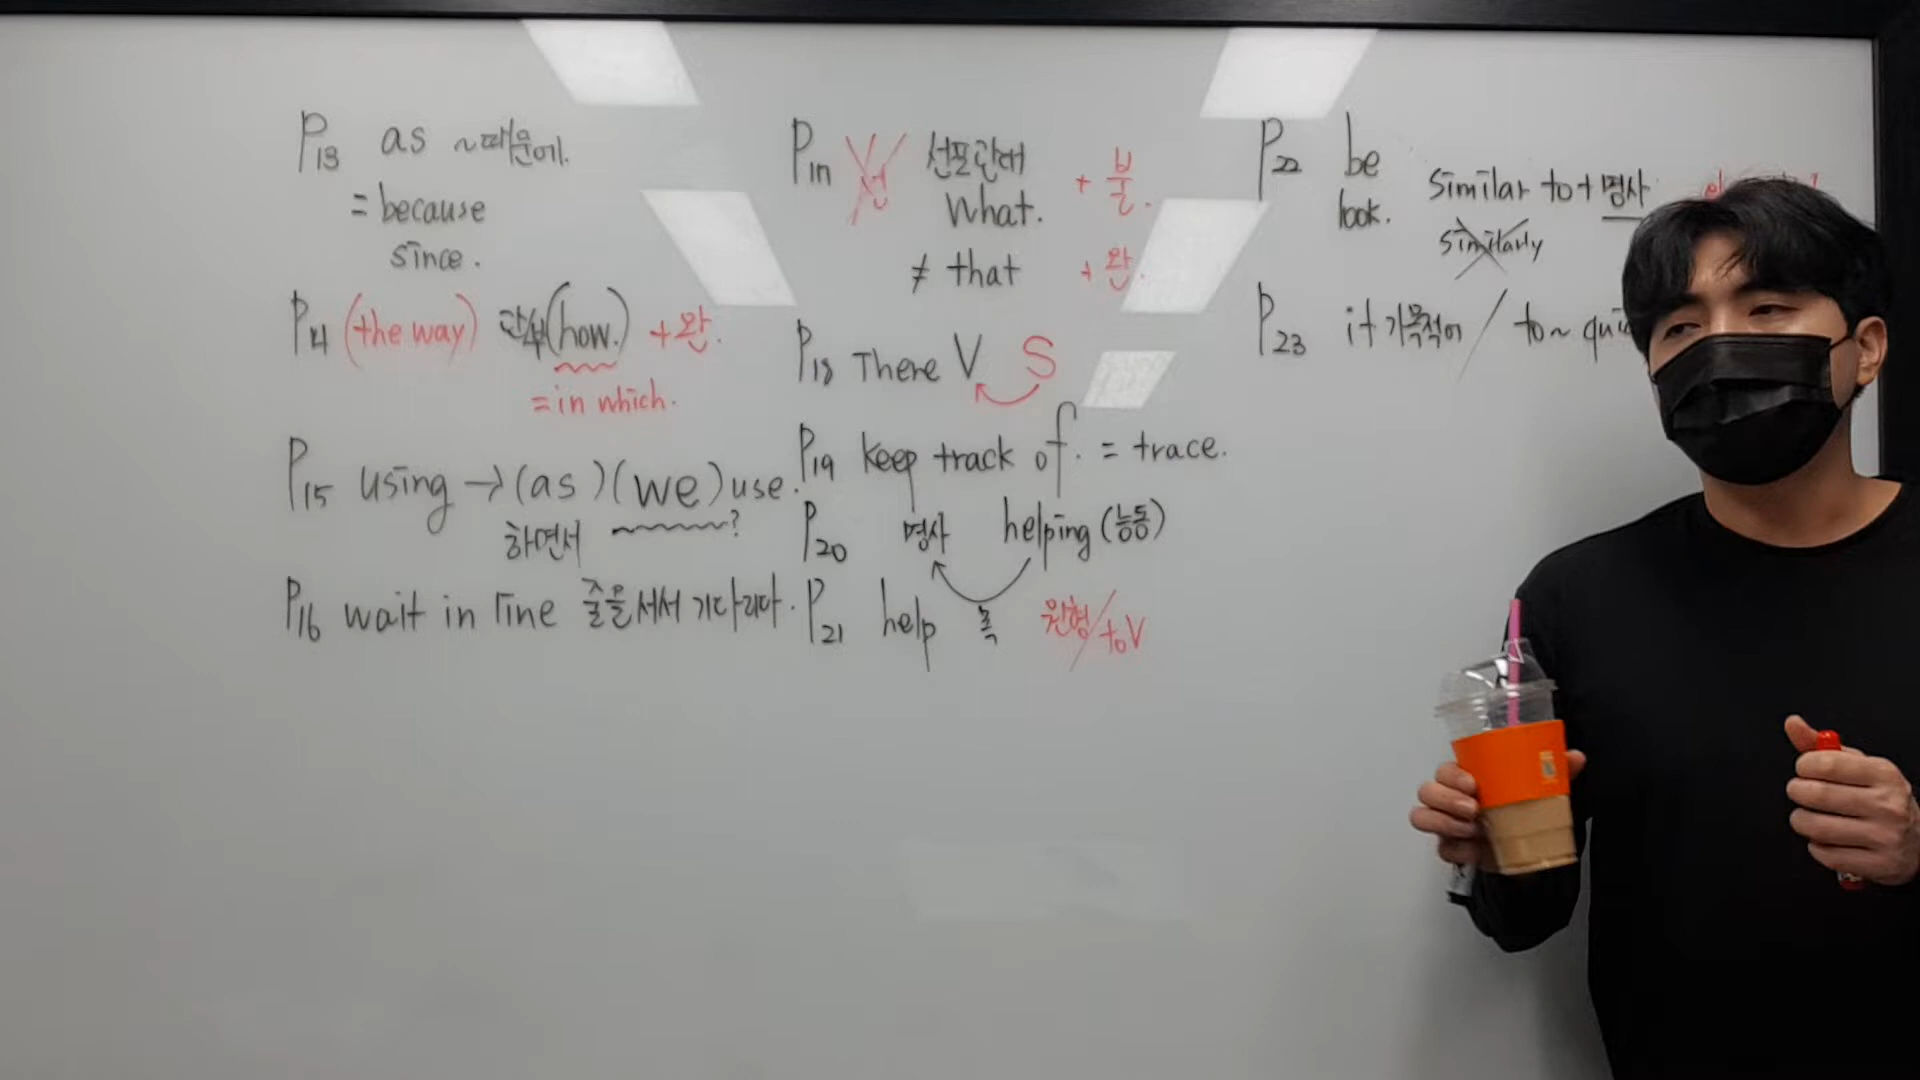 P13 as ~때문에.
= because
since.
P14 (the way) 관부(how.) +완.
= in which.
P15 using → (as)(we)use.
하면서 ?
P16 wait in line 줄을 서서 기다리다.
P17 선 선포관대 + 불.
What.
≠ that + 완.
P18 There V S
P19 keep track of. = trace.
P20 명사 helping (능동)
P21 help 목 원형/to V
P22 be
look. similar to + 명사
similarly
P23 it 가목적어 / to~